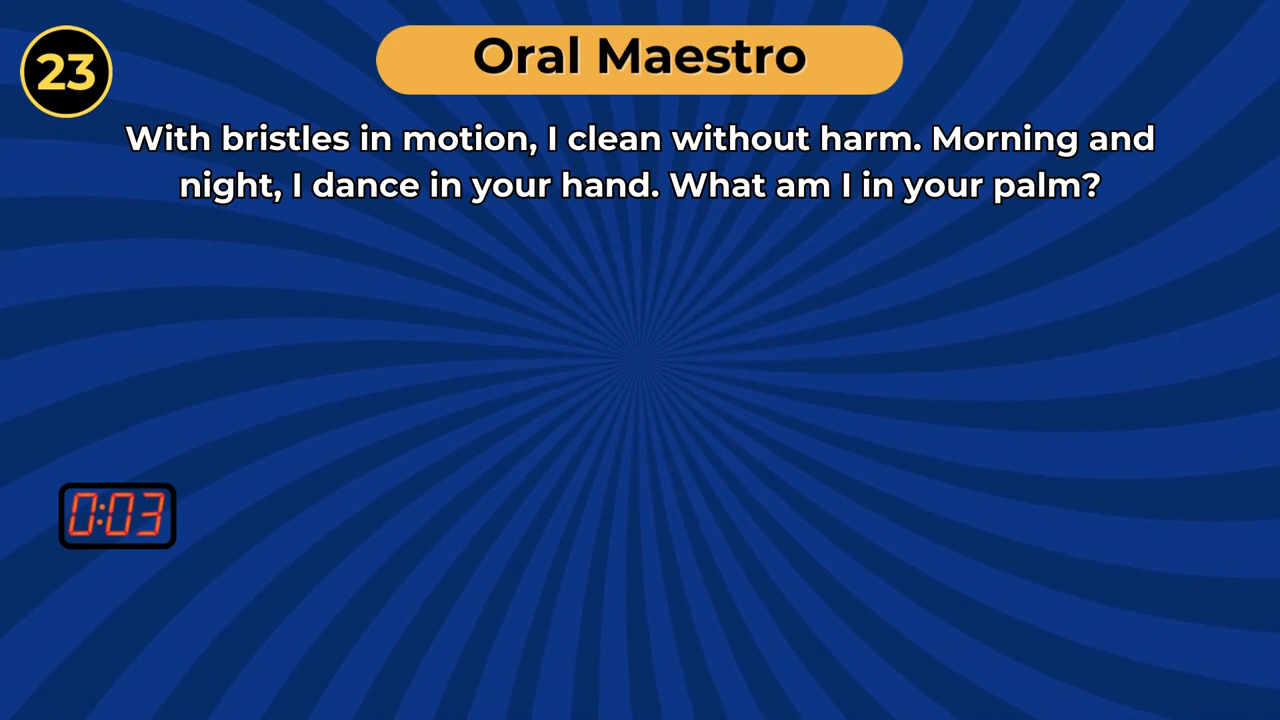 23
Oral Maestro
With bristles in motion, I clean without harm. Morning and
night, I dance in your hand. What am I in your palm?
0:03